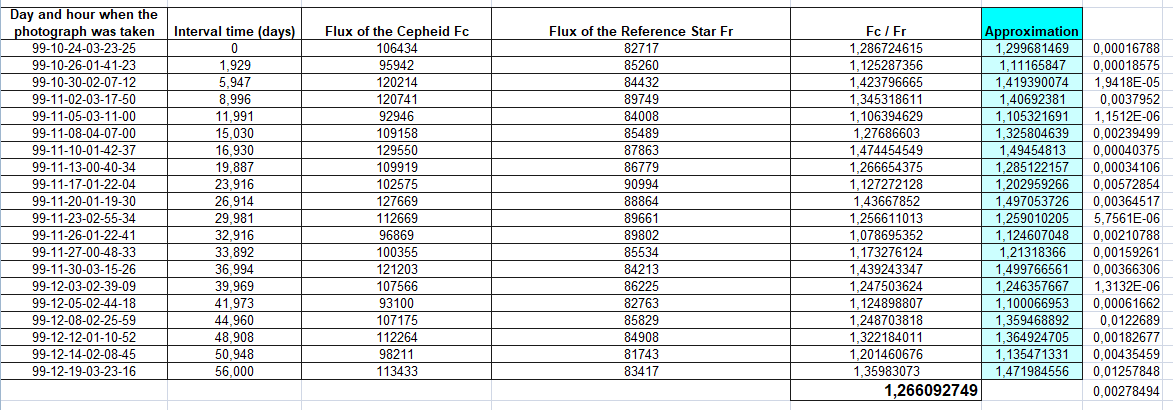 Day and hour when the
photograph was taken Interval time (days) Flux of the Cepheid Fc Flux of the Reference Star Fr Fc / Fr Approximation
99-10-24-03-23-25 0 106434 82717 1,286724615 1,299681469 0,00016788
99-10-26-01-41-23 1,929 95942 85260 1,125287356 1,11165847 0,00018575
99-10-30-02-07-12 5,947 120214 84432 1,423796665 1,419390074 1,9418E-05
99-11-02-03-17-50 8,996 120741 89749 1,345318611 1,40692381 0,0037952
99-11-05-03-11-00 11,991 92946 84008 1,106394629 1,105321691 1,1512E-06
99-11-08-04-07-00 15,030 109158 85489 1,27686603 1,325804639 0,00239499
99-11-10-01-42-37 16,930 129550 87863 1,474454549 1,49454813 0,00040375
99-11-13-00-40-34 19,887 109919 86779 1,266654375 1,285122157 0,00034106
99-11-17-01-22-04 23,916 102575 90994 1,127272128 1,202959266 0,00572854
99-11-20-01-19-30 26,914 127669 88864 1,43667852 1,497053726 0,00364517
99-11-23-02-55-34 29,981 112669 89661 1,256611013 1,259010205 5,7561E-06
99-11-26-01-22-41 32,916 96869 89802 1,078695352 1,124607048 0,00210788
99-11-27-00-48-33 33,892 100355 85534 1,173276124 1,21318366 0,00159261
99-11-30-03-15-26 36,994 121203 84213 1,439243347 1,499766561 0,00366306
99-12-03-02-39-09 39,969 107566 86225 1,247503624 1,246357667 1,3132E-06
99-12-05-02-44-18 41,973 93100 82763 1,124898807 1,100066953 0,00061662
99-12-08-02-25-59 44,960 107175 85829 1,248703818 1,359468892 0,0122689
99-12-12-01-10-52 48,908 112264 84908 1,322184011 1,364924705 0,00182677
99-12-14-02-08-45 50,948 98211 81743 1,201460676 1,135471331 0,00435459
99-12-19-03-23-16 56,000 113433 83417 1,35983073 1,471984556 0,01257848
1,266092749 0,00278494